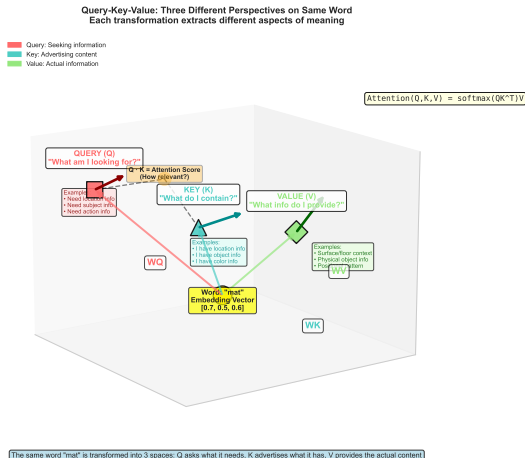 Query-Key-Value: Three Different Perspectives on Same Word
Each transformation extracts different aspects of meaning
Query: Seeking information
Key: Advertising content
Value: Actual information
Attention(Q,K,V) = softmax(QK^T)V
QUERY (Q)
"What am I looking for?"
Q · K = Attention Score
(How relevant?)
KEY (K)
"What do I contain?"
VALUE (V)
"What info do I provide?"
Examples:
• Need location info
• Need subject info
• Need action info
Examples:
• I have location info
• I have object info
• I have color info
Examples:
• Surface/floor context
• Physical object info
WQ
WV
WK
Word: "mat"
Embedding Vector
[0.7, 0.5, 0.6]
The same word "mat" is transformed into 3 spaces: Q asks what it needs, K advertises what it has, V provides the actual content